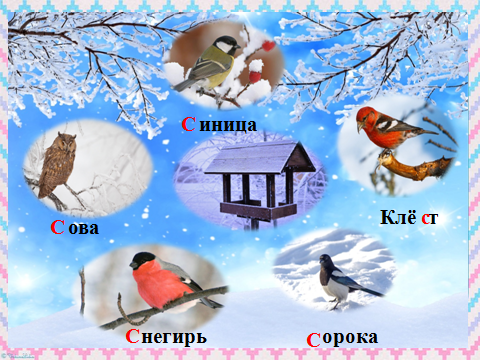 Синица
Сова
Клёст
Снегирь
Сорока